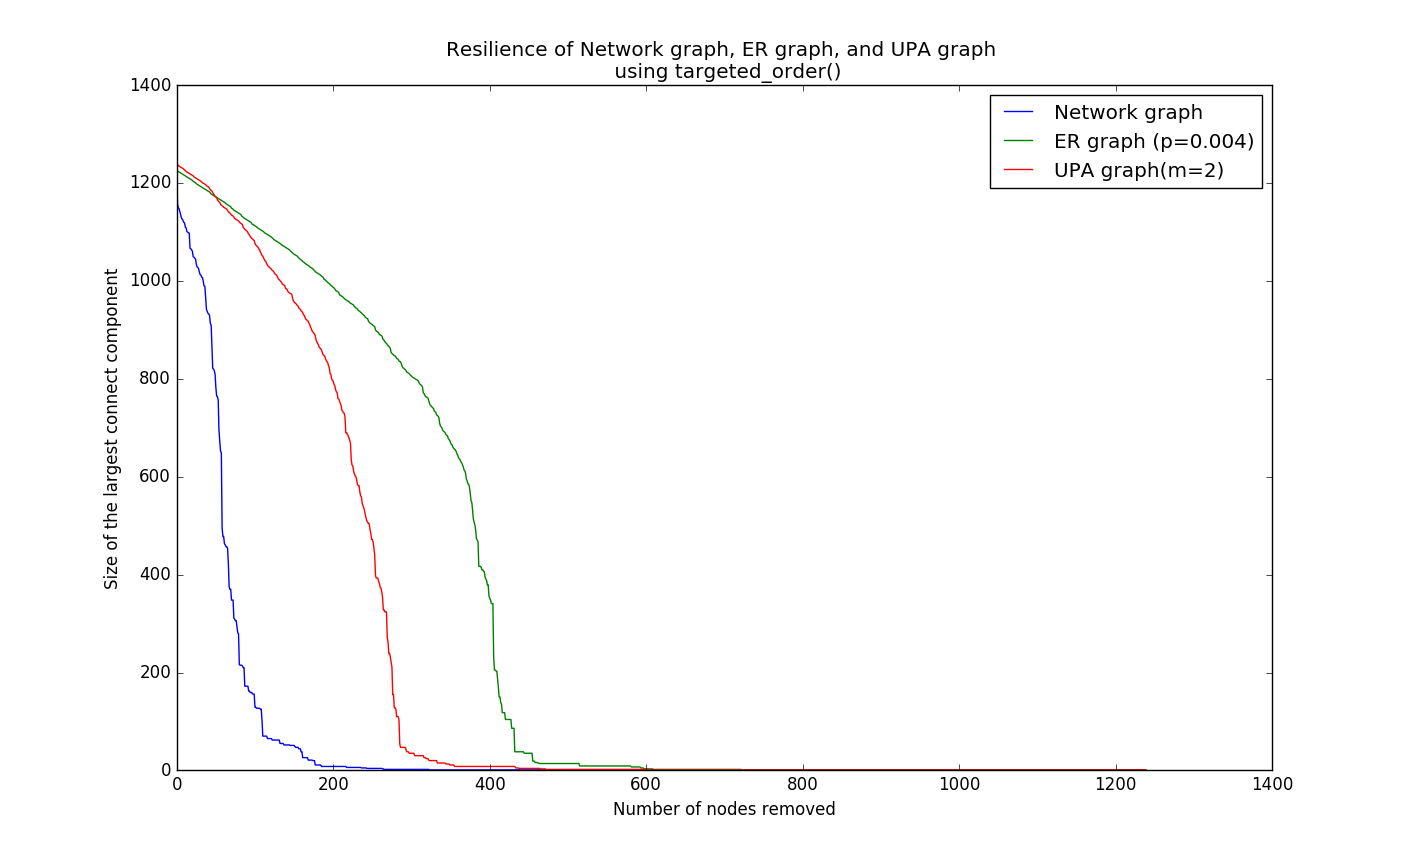 Resilience of Network graph, ER graph, and UPA graph
using targeted_order()
Network graph
ER graph (p=0.004)
UPA graph(m=2)
Size of the largest connect component
1400
1200
1000
800
600
400
200
0
0 200 400 600 800 1000 1200 1400
Number of nodes removed